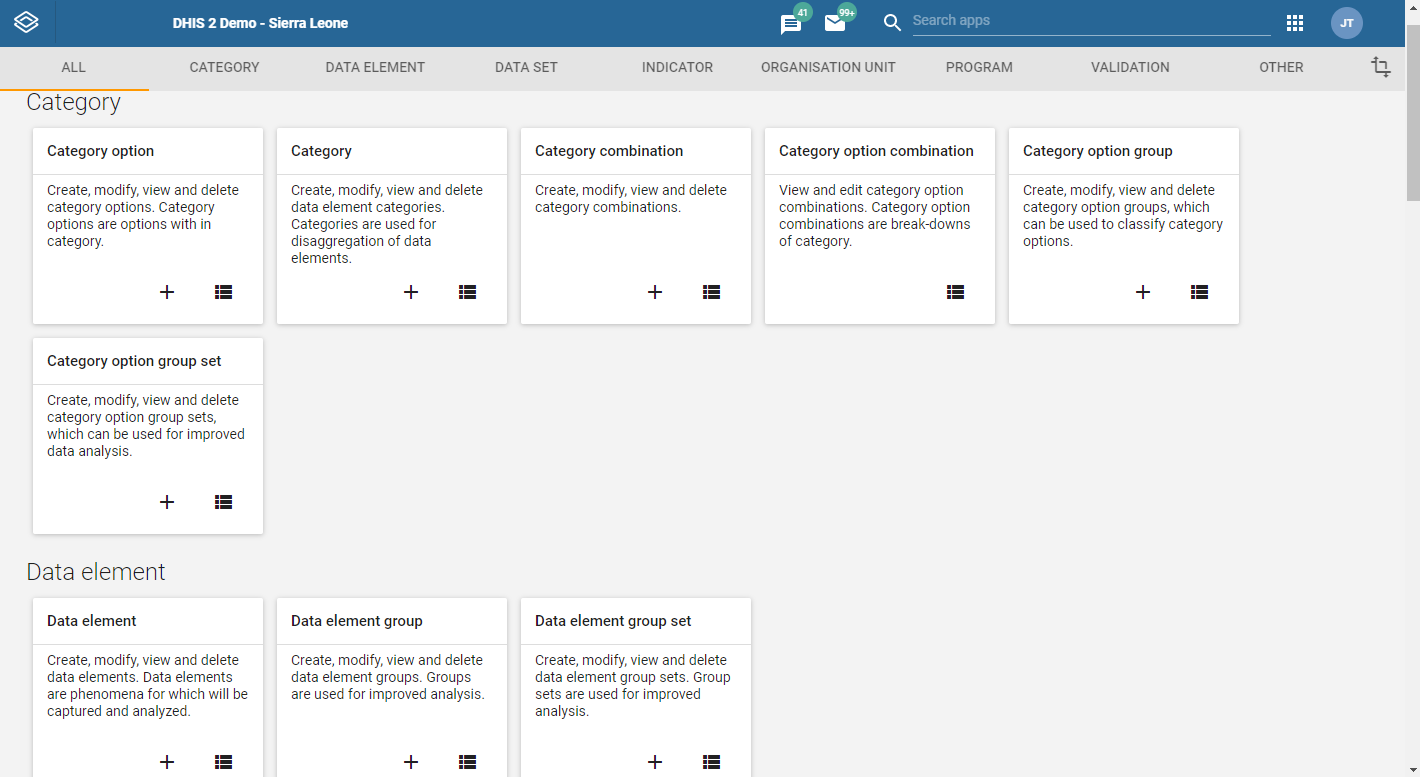 DHIS 2 Demo - Sierra Leone
41
99+
Search apps
JT
ALL
CATEGORY
DATA ELEMENT
DATA SET
INDICATOR
ORGANISATION UNIT
PROGRAM
VALIDATION
OTHER
Category
Category option
Create, modify, view and delete
category options. Category
options are options with in
category.
Category
Create, modify, view and delete
data element categories.
Categories are used for
disaggregation of data
elements.
Category combination
Create, modify, view and delete
category combinations.
Category option combination
View and edit category option
combinations. Category option
combinations are break-downs
of category.
Category option group
Create, modify, view and delete
category option groups, which
can be used to classify category
options.
Category option group set
Create, modify, view and delete
category option group sets,
which can be used for improved
data analysis.
Data element
Data element
Create, modify, view and delete
data elements. Data elements
are phenomena for which will be
captured and analyzed.
Data element group
Create, modify, view and delete
data element groups. Groups
are used for improved analysis.
Data element group set
Create, modify, view and delete
data element group sets. Group
sets are used for improved
analysis.